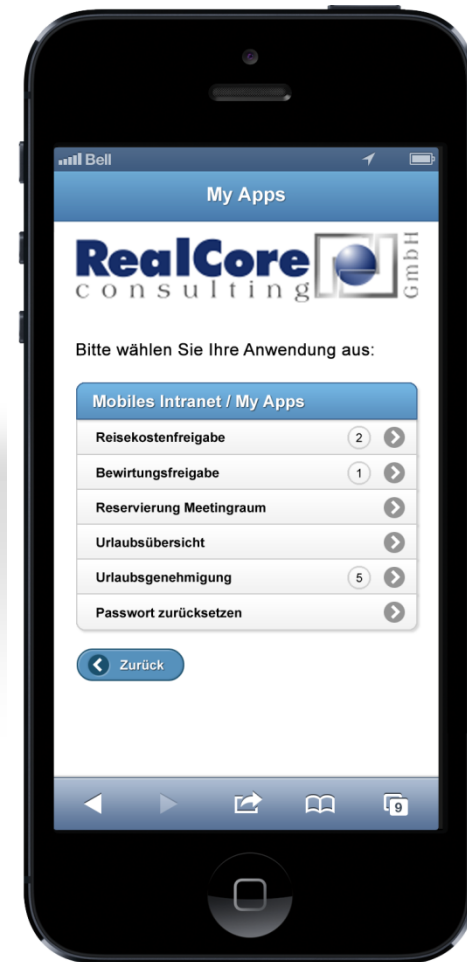 Bell
My Apps
RealCore
consulting
GmbH
Bitte wählen Sie Ihre Anwendung aus:
Mobiles Intranet / My Apps
Reisekostenfreigabe 2
Bewirtungsfreigabe 1
Reservierung Meetingraum
Urlaubsübersicht
Urlaubsgenehmigung 5
Passwort zurücksetzen
Zurück
9